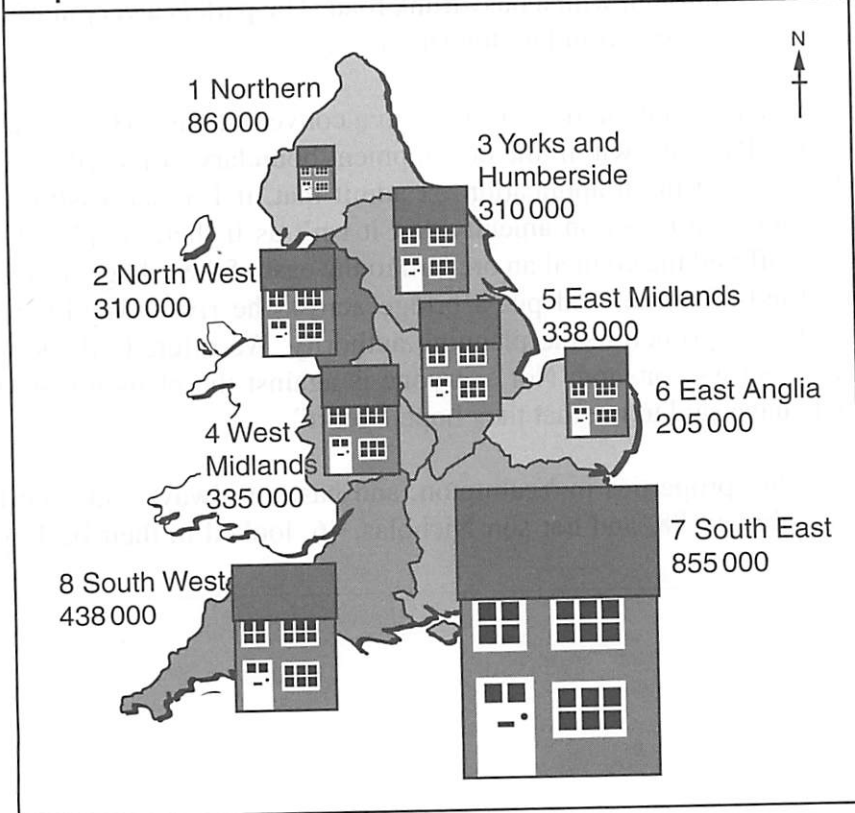 N
1 Northern
86 000
3 Yorks and
Humberside
310 000
2 North West
310 000
5 East Midlands
338 000
6 East Anglia
205 000
4 West
Midlands
335 000
7 South East
855 000
8 South West
438 000